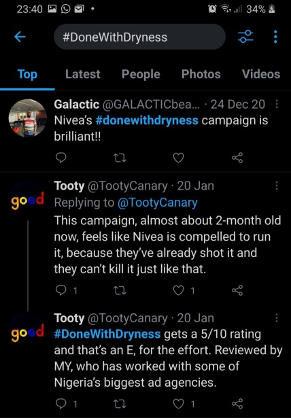 23:40
34%
#DoneWithDryness
Top Latest People Photos Videos
Galactic @GALACTICbea... · 24 Dec 20
Nivea's #donewithdryness campaign is
brilliant!!
Tooty @TootyCanary · 20 Jan
Replying to @TootyCanary
good
This campaign, almost about 2-month old
now, feels like Nivea is compelled to run
it, because they've already shot it and
they can't kill it just like that.
1 1
Tooty @TootyCanary · 20 Jan
good
#DoneWithDryness gets a 5/10 rating
and that's an E, for the effort. Reviewed by
MY, who has worked with some of
Nigeria's biggest ad agencies.
1 1